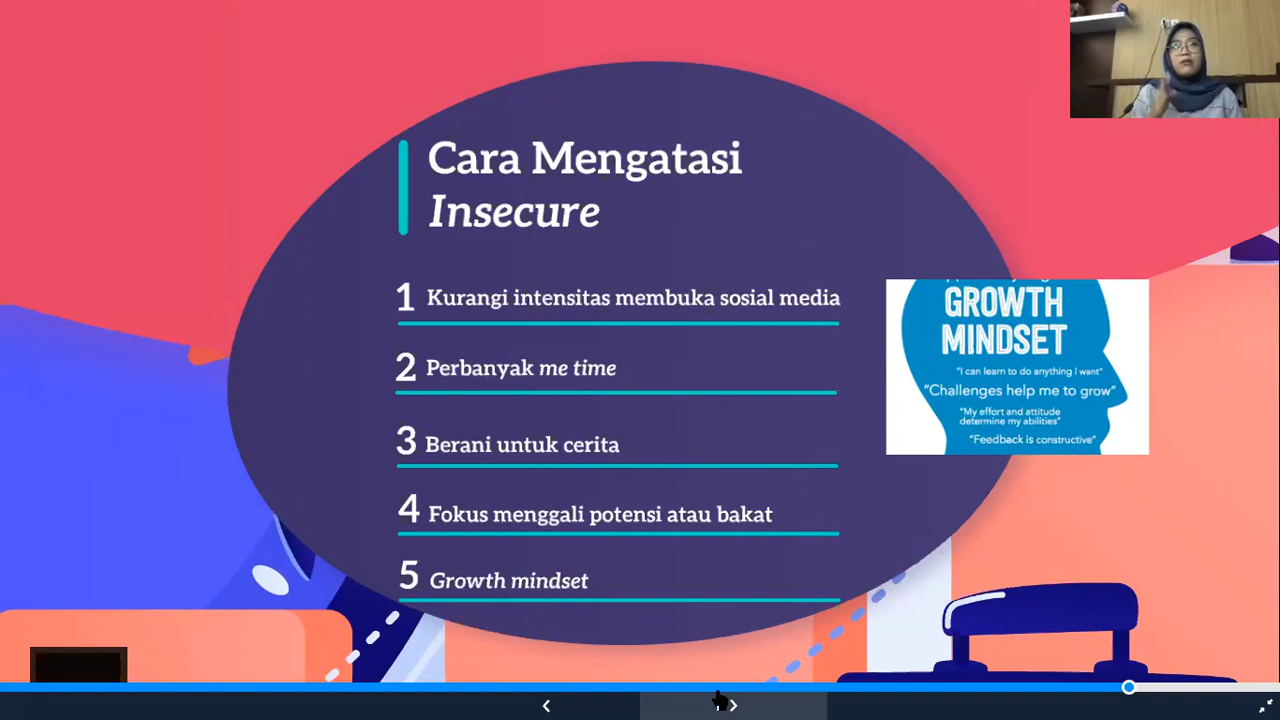 Cara Mengatasi
Insecure
1 Kurangi intensitas membuka sosial media
2 Perbanyak me time
3 Berani untuk cerita
4 Fokus menggali potensi atau bakat
5 Growth mindset
GROWTH
MINDSET
"I can learn to do anything I want"
"Challenges help me to grow"
"My effort and attitude
determine my abilities"
"Feedback is constructive"